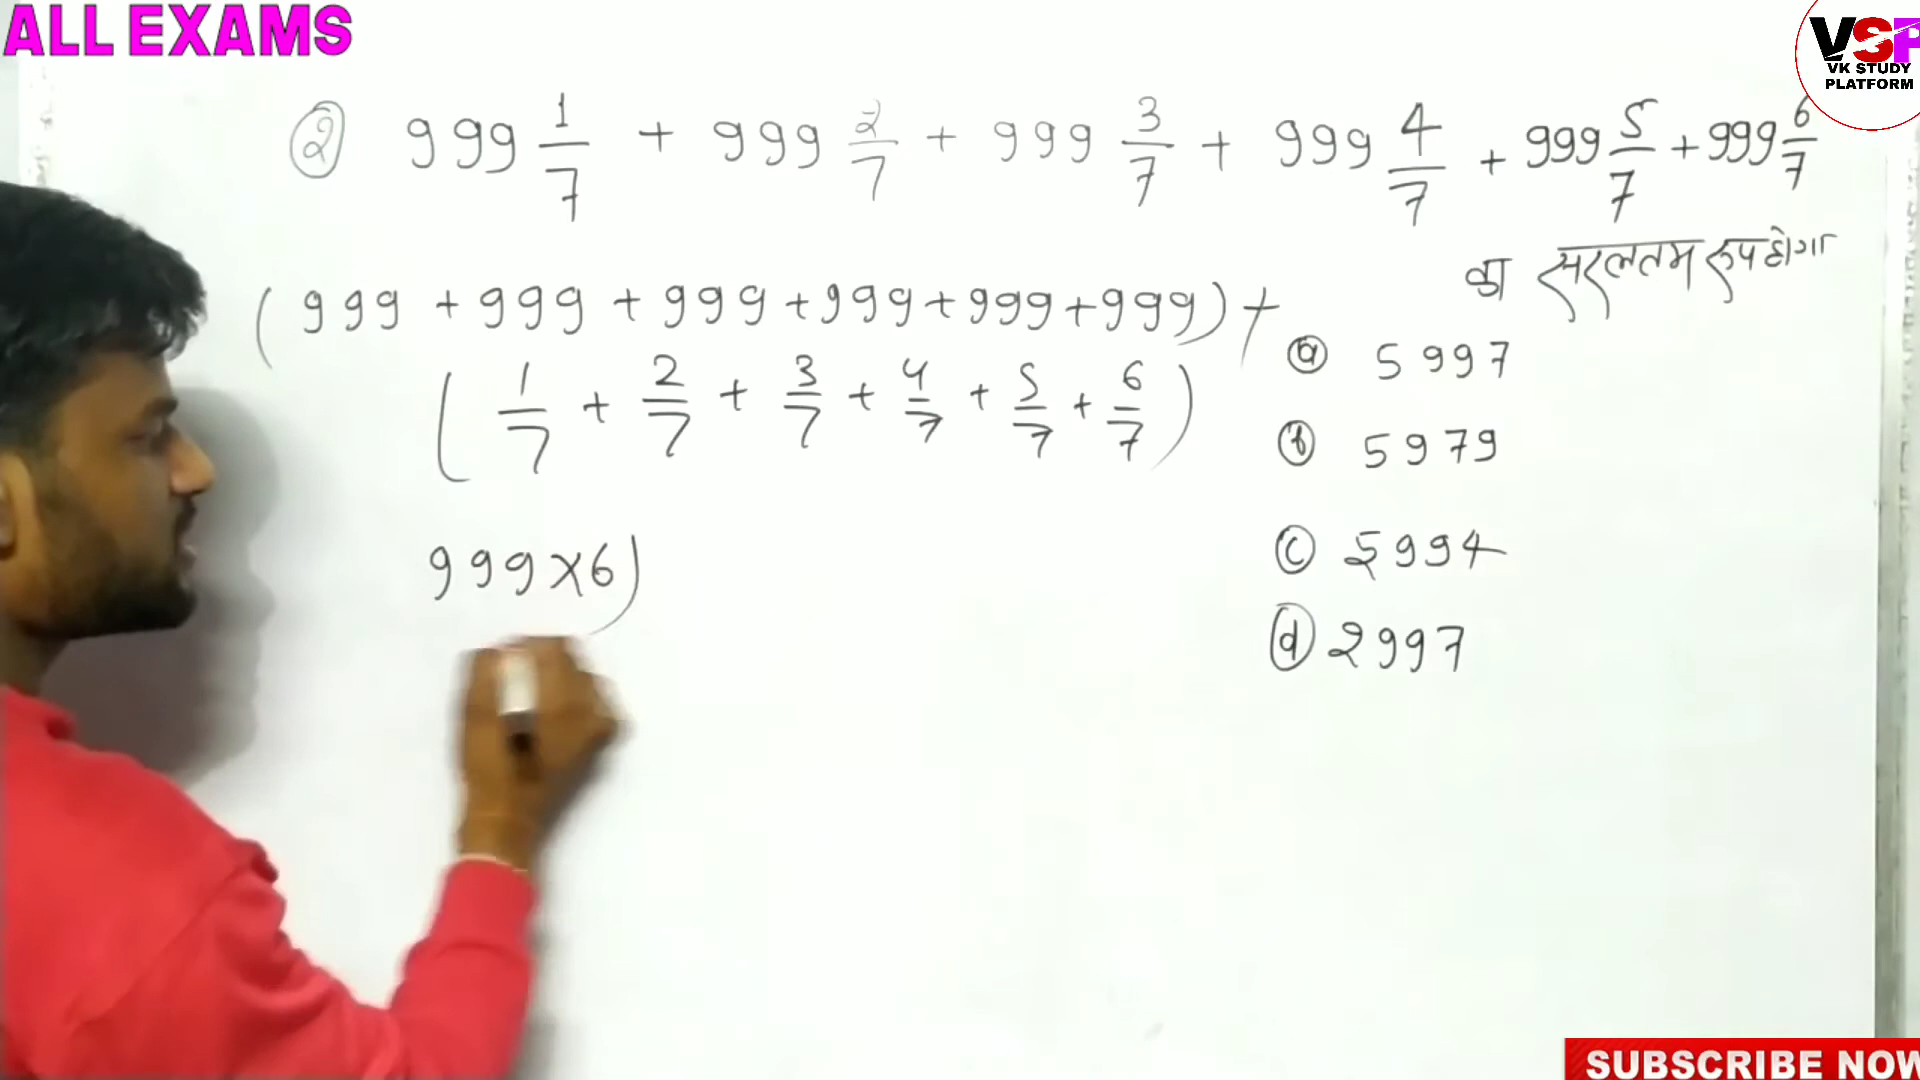 ALL EXAMS
VSP
VK STUDY
PLATFORM
② 999 1/7 + 999 2/7 + 999 3/7 + 999 4/7 + 999 5/7 + 999 6/7
का सरलतम रूप होगा
(999 + 999 + 999 + 999 + 999 + 999) +
(1/7 + 2/7 + 3/7 + 4/7 + 5/7 + 6/7)
999×6)
ⓐ 5997
ⓑ 5979
ⓒ 5994
ⓓ 2997
SUBSCRIBE NOW